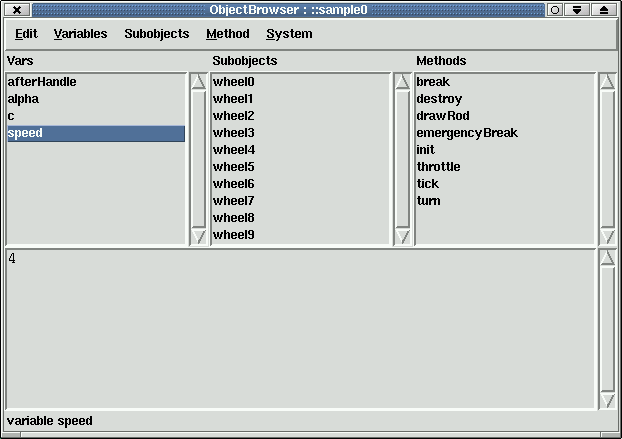 ObjectBrowser : ::sample0
Edit Variables Subobjects Method System
Vars Subobjects Methods
afterHandle
alpha
c
speed
wheel0
wheel1
wheel2
wheel3
wheel4
wheel5
wheel6
wheel7
wheel8
wheel9
break
destroy
drawRod
emergencyBreak
init
throttle
tick
turn
4
variable speed